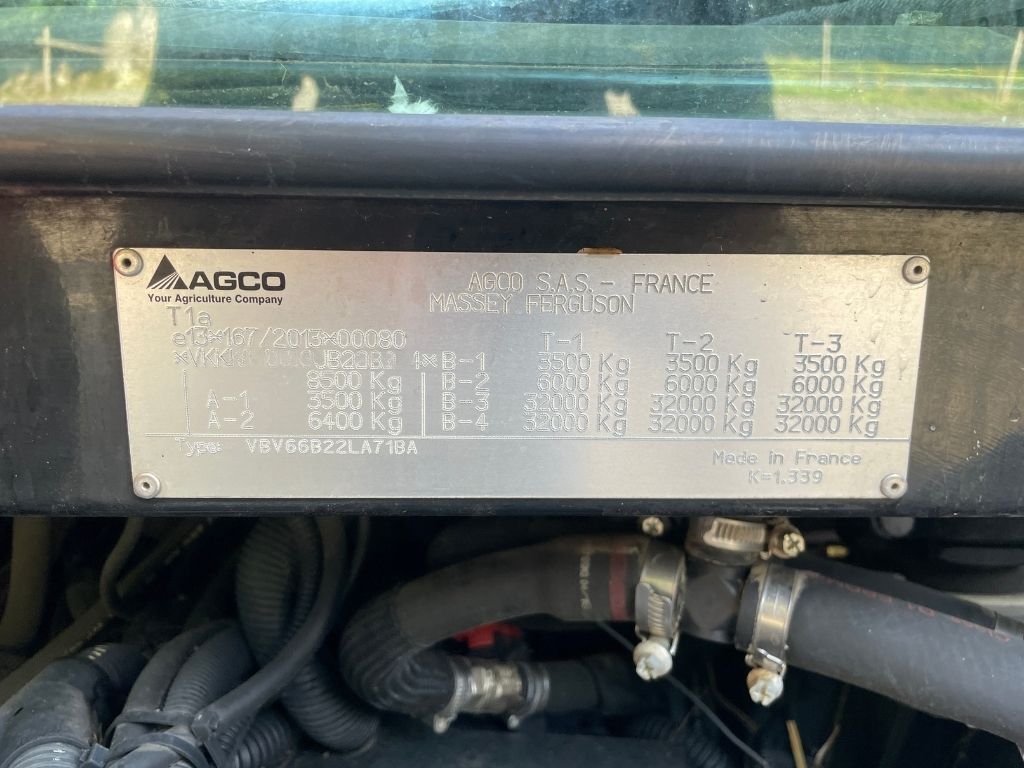 AGCO
Your Agriculture Company
AGCO S.A.S. - FRANCE
MASSEY FERGUSON
T1a
e13*167/2013*00080
T-1 T-2 T-3
B-1 3500 Kg 3500 Kg 3500 Kg
8500 Kg B-2 6000 Kg 6000 Kg 6000 Kg
A-1 3500 Kg B-3 32000 Kg 32000 Kg 32000 Kg
A-2 6400 Kg B-4 32000 Kg 32000 Kg 32000 Kg
Type: VBV66B22LA71BA
Made in France
K=1.339